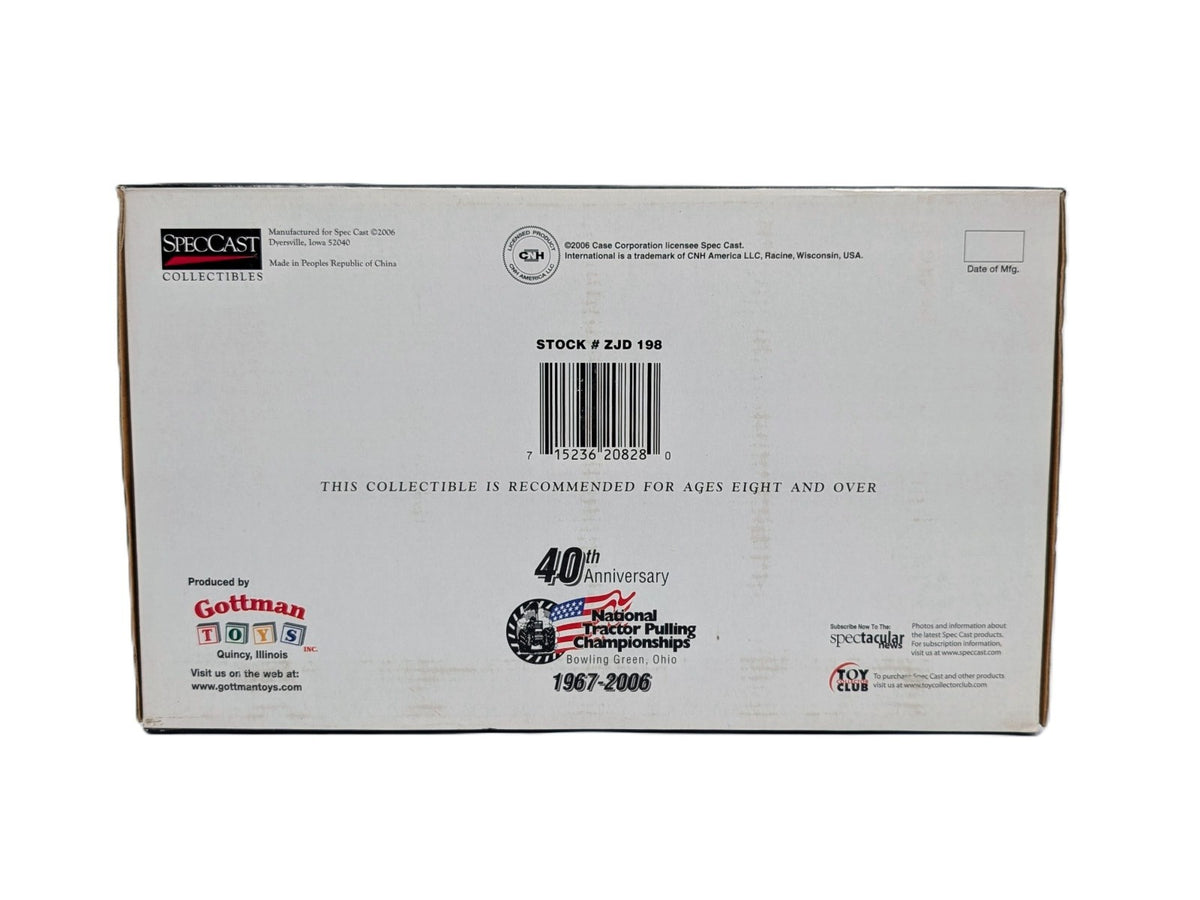 SPECCAST
COLLECTIBLES
Manufactured for Spec Cast ©2006
Dyersville, Iowa 52040
Made in Peoples Republic of China
LICENSED PRODUCT
CNH
CNH AMERICA LLC
©2006 Case Corporation licensee Spec Cast.
International is a trademark of CNH America LLC, Racine, Wisconsin, USA.
Date of Mfg.
STOCK # ZJD 198
7 15236 20828 0
THIS COLLECTIBLE IS RECOMMENDED FOR AGES EIGHT AND OVER
Produced by
Gottman
TOYS INC.
Quincy, Illinois
Visit us on the web at:
www.gottmantoys.com
40th
Anniversary
National
Tractor Pulling
Championships
Bowling Green, Ohio
1967-2006
Subscribe Now To The:
spectacular
news
Photos and information about
the latest Spec Cast products.
For subscription information,
visit us at www.speccast.com
TOY
COLLECTOR
CLUB
To purchase Spec Cast and other products
visit us at www.toycollectorclub.com